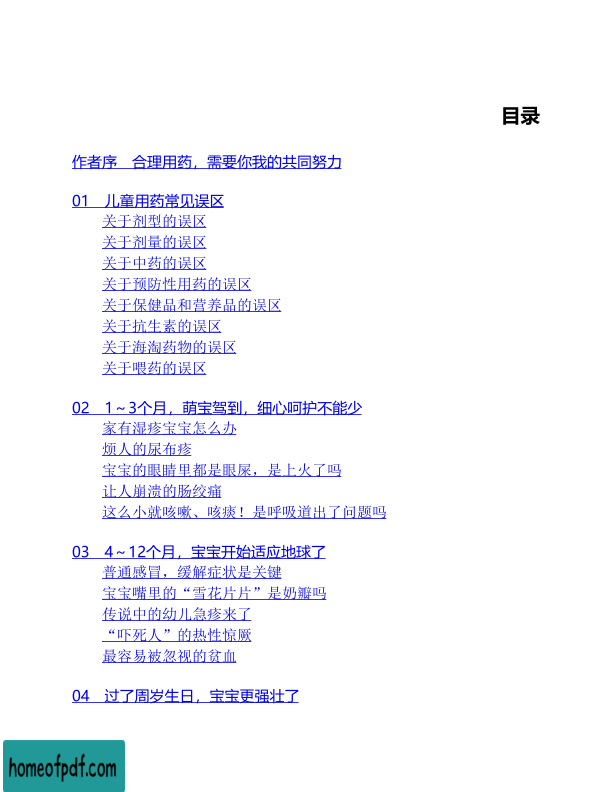 目录
作者序　合理用药，需要你我的共同努力
01　儿童用药常见误区
关于剂型的误区
关于剂量的误区
关于中药的误区
关于预防性用药的误区
关于保健品和营养品的误区
关于抗生素的误区
关于海淘药物的误区
关于喂药的误区
02　1～3个月，萌宝驾到，细心呵护不能少
家有湿疹宝宝怎么办
烦人的尿布疹
宝宝的眼睛里都是眼屎，是上火了吗
让人崩溃的肠绞痛
这么小就咳嗽、咳痰！是呼吸道出了问题吗
03　4～12个月，宝宝开始适应地球了
普通感冒，缓解症状是关键
宝宝嘴里的“雪花片片”是奶瓣吗
传说中的幼儿急疹来了
“吓死人”的热性惊厥
最容易被忽视的贫血
04　过了周岁生日，宝宝更强壮了
homeofpdf.com